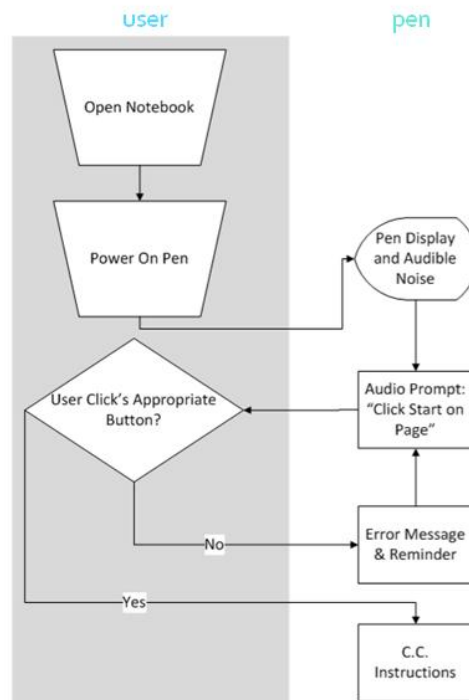 user
pen
Open Notebook
Power On Pen
Pen Display
and Audible
Noise
User Click's Appropriate
Button?
Audio Prompt:
"Click Start on
Page"
No
Error Message
& Reminder
Yes
C.C.
Instructions